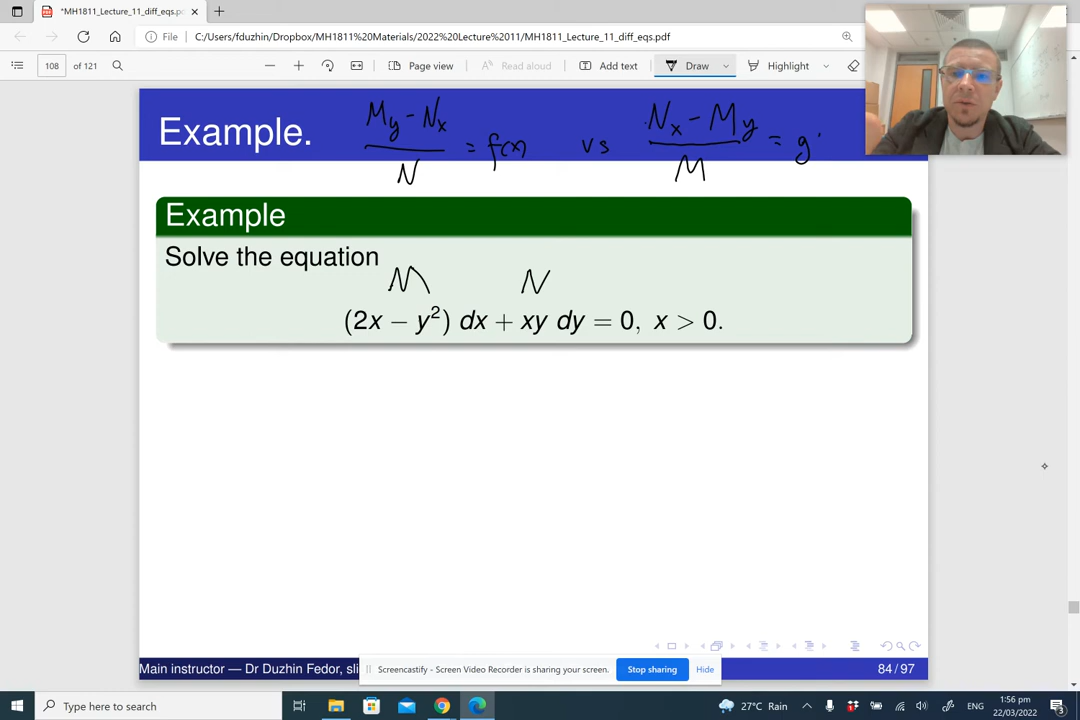 *MH1811_Lecture_11_diff_eqs.pd
File C:/Users/fduzhin/Dropbox/MH1811%20Materials/2022%20Lecture%2011/MH1811_Lecture_11_diff_eqs.pdf
108 of 121 Page view Read aloud Add text Draw Highlight
Example.
My - Nx / N = f(x) vs Nx - My / M = g
Example
Solve the equation
M N
(2x − y²) dx + xy dy = 0, x > 0.
Main instructor — Dr Duzhin Fedor, sli 84/97
Screencastify - Screen Video Recorder is sharing your screen. Stop sharing Hide
Type here to search 27°C Rain ENG 1:56 pm
22/03/2022 3